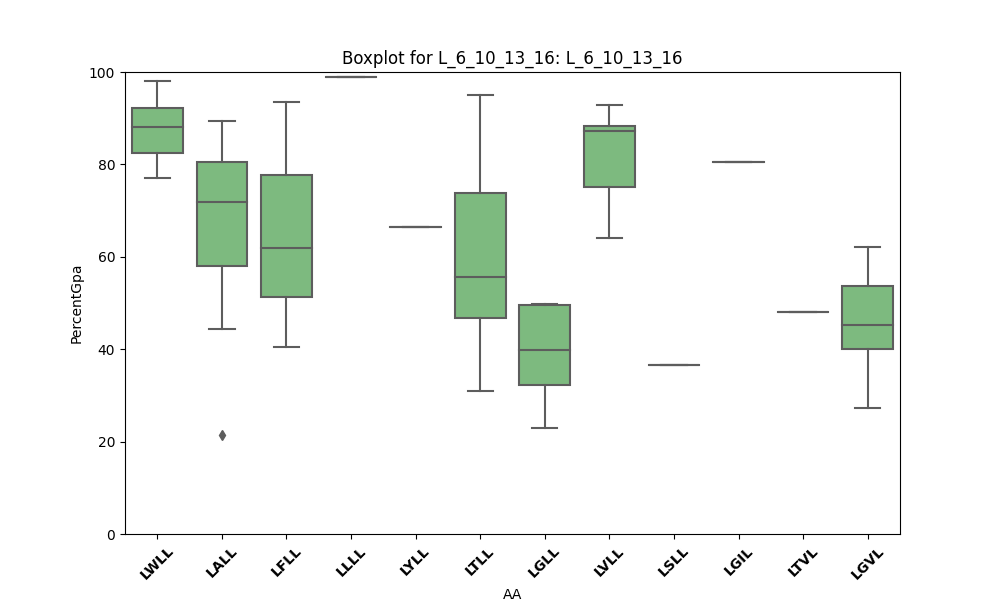 Boxplot for L_6_10_13_16: L_6_10_13_16
PercentGpa
100
80
60
40
20
0
LWLL LALL LFLL LLLL LYLL LTLL LGLL LVLL LSLL LGIL LTVL LGVL
AA